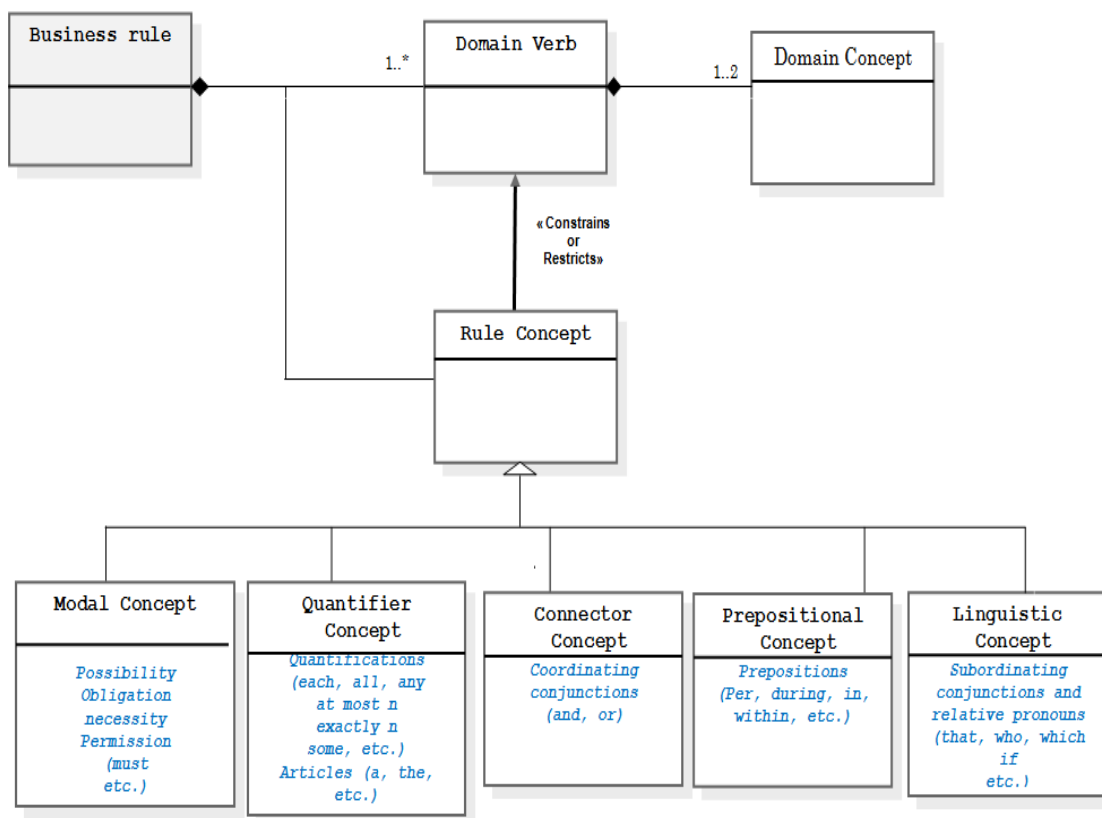 Business rule
1..*
Domain Verb
1..2
Domain Concept
« Constrains
or
Restricts»
Rule Concept
Modal Concept
Possibility
Obligation
necessity
Permission
(must
etc.)
Quantifier
Concept
Quantifications
(each, all, any
at most n
exactly n
some, etc.)
Articles (a, the,
etc.)
Connector
Concept
Coordinating
conjunctions
(and, or)
Prepositional
Concept
Prepositions
(Per, during, in,
within, etc.)
Linguistic
Concept
Subordinating
conjunctions and
relative pronouns
(that, who, which
if
etc.)